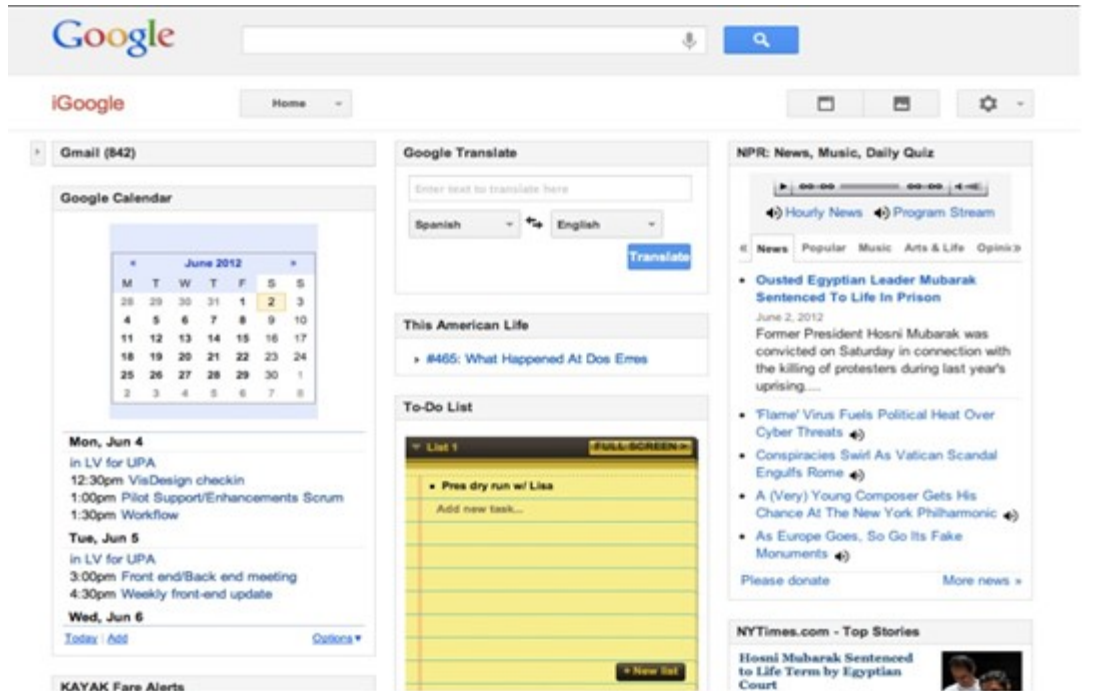 Google
iGoogle
Home
Gmail (842)
Google Calendar
« June 2012 »
M T W T F S S
28 29 30 31 1 2 3
4 5 6 7 8 9 10
11 12 13 14 15 16 17
18 19 20 21 22 23 24
25 26 27 28 29 30 1
2 3 4 5 6 7 8
Mon, Jun 4
in LV for UPA
12:30pm VisDesign checkin
1:00pm Pilot Support/Enhancements Scrum
1:30pm Workflow
Tue, Jun 5
in LV for UPA
3:00pm Front end/Back end meeting
4:30pm Weekly front-end update
Wed, Jun 6
Today | Add Options ▾
KAYAK Fare Alerts
Google Translate
Enter text to translate here
Spanish English
Translate
This American Life
› #465: What Happened At Dos Erres
To-Do List
List 1 FULL SCREEN >
• Pres dry run w/ Lisa
Add new task...
+ New list
NPR: News, Music, Daily Quiz
00:00 00:00
Hourly News Program Stream
« News Popular Music Arts & Life Opinic »
• Ousted Egyptian Leader Mubarak
Sentenced To Life In Prison
June 2, 2012
Former President Hosni Mubarak was
convicted on Saturday in connection with
the killing of protesters during last year's
uprising....
• 'Flame' Virus Fuels Political Heat Over
Cyber Threats
• Conspiracies Swirl As Vatican Scandal
Engulfs Rome
• A (Very) Young Composer Gets His
Chance At The New York Philharmonic
• As Europe Goes, So Go Its Fake
Monuments
Please donate More news »
NYTimes.com - Top Stories
Hosni Mubarak Sentenced
to Life Term by Egyptian
Court